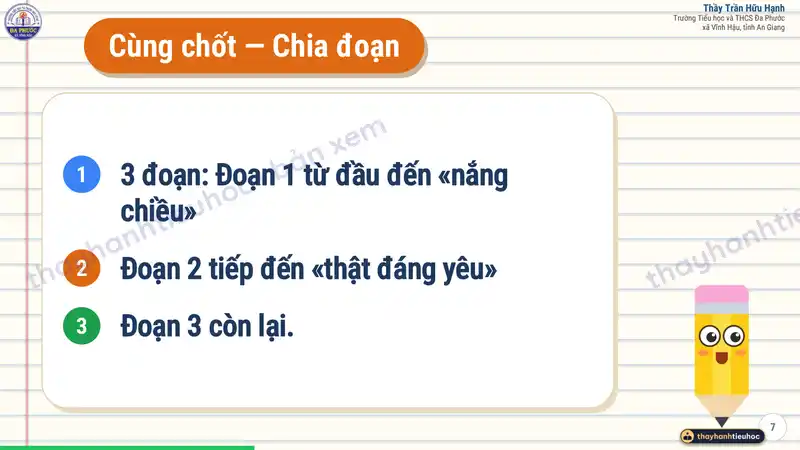 ĐA PHƯỚC
Thầy Trần Hữu Hạnh
Trường Tiểu học và THCS Đa Phước
xã Vĩnh Hậu, tỉnh An Giang
Cùng chốt — Chia đoạn
1 3 đoạn: Đoạn 1 từ đầu đến «nắng
chiều»
2 Đoạn 2 tiếp đến «thật đáng yêu»
3 Đoạn 3 còn lại.
thayhanhtieuhoc
7